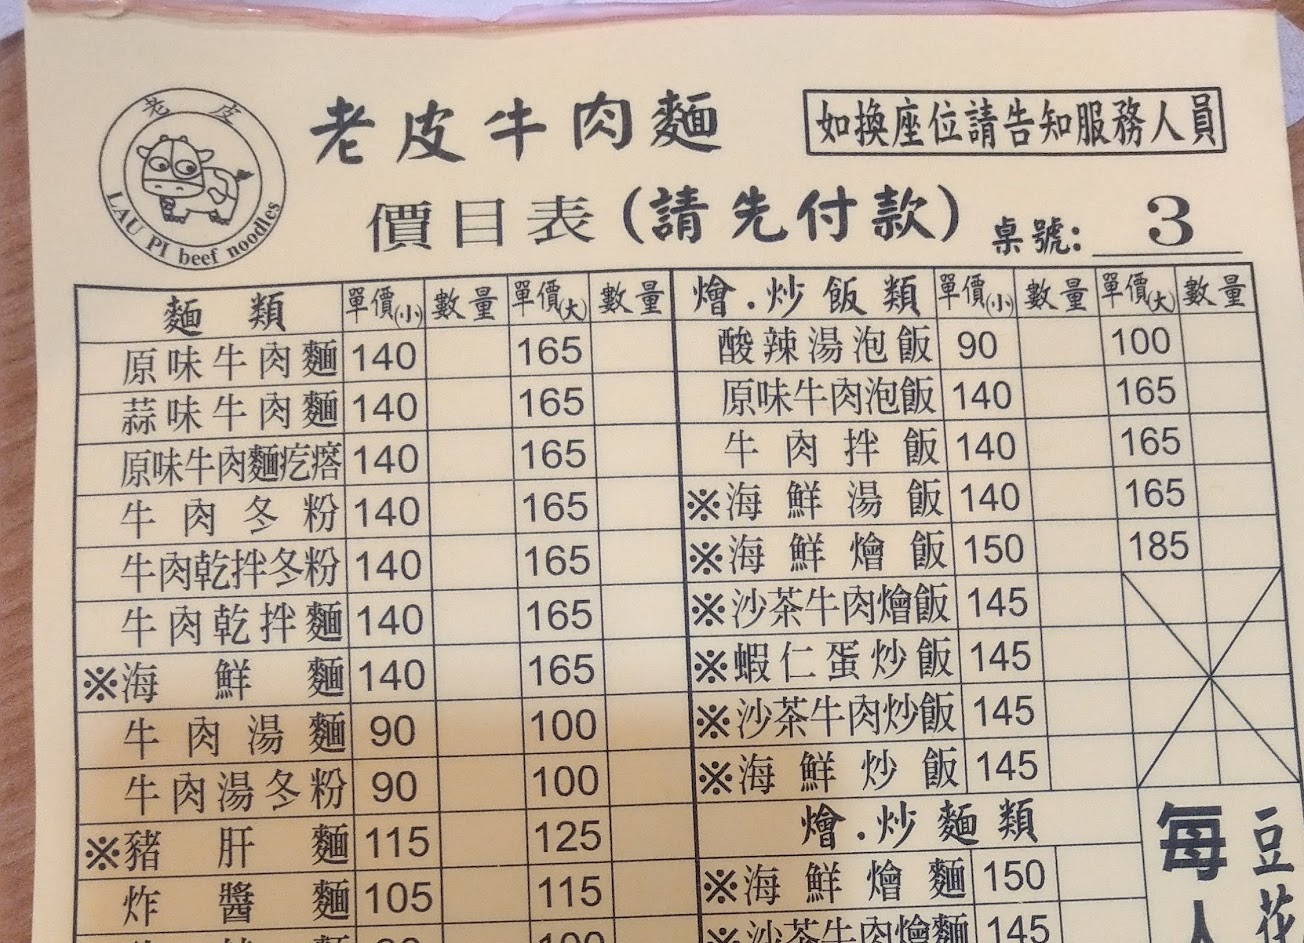 老皮
LAU PI beef noodles
老皮牛肉麵
如換座位請告知服務人員
價目表(請先付款)
桌號: 3
麵類 單價(小) 數量 單價(大) 數量
原味牛肉麵 140 165
蒜味牛肉麵 140 165
原味牛肉麵疙瘩 140 165
牛肉冬粉 140 165
牛肉乾拌冬粉 140 165
牛肉乾拌麵 140 165
※海鮮麵 140 165
牛肉湯麵 90 100
牛肉湯冬粉 90 100
※豬肝麵 115 125
炸醬麵 105 115
燴.炒飯類 單價(小) 數量 單價(大) 數量
酸辣湯泡飯 90 100
原味牛肉泡飯 140 165
牛肉拌飯 140 165
※海鮮湯飯 140 165
※海鮮燴飯 150 185
※沙茶牛肉燴飯 145
※蝦仁蛋炒飯 145
※沙茶牛肉炒飯 145
※海鮮炒飯 145
燴.炒麵類
※海鮮燴麵 150
※沙茶牛肉燴麵 145
每人
豆花